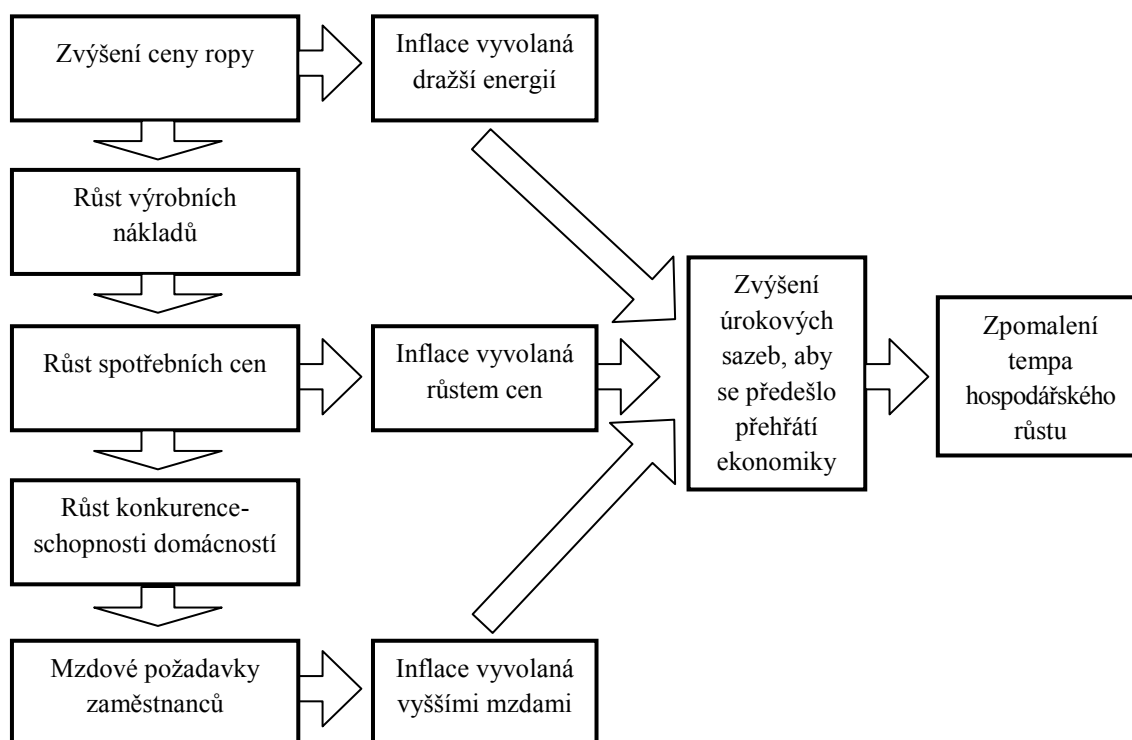 Zvýšení ceny ropy
Inflace vyvolaná
dražší energií
Růst výrobních
nákladů
Růst spotřebních cen
Inflace vyvolaná
růstem cen
Zvýšení
úrokových
sazeb, aby
se předešlo
přehřátí
ekonomiky
Zpomalení
tempa
hospodářského
růstu
Růst konkurence-
schopnosti domácností
Mzdové požadavky
zaměstnanců
Inflace vyvolaná
vyššími mzdami